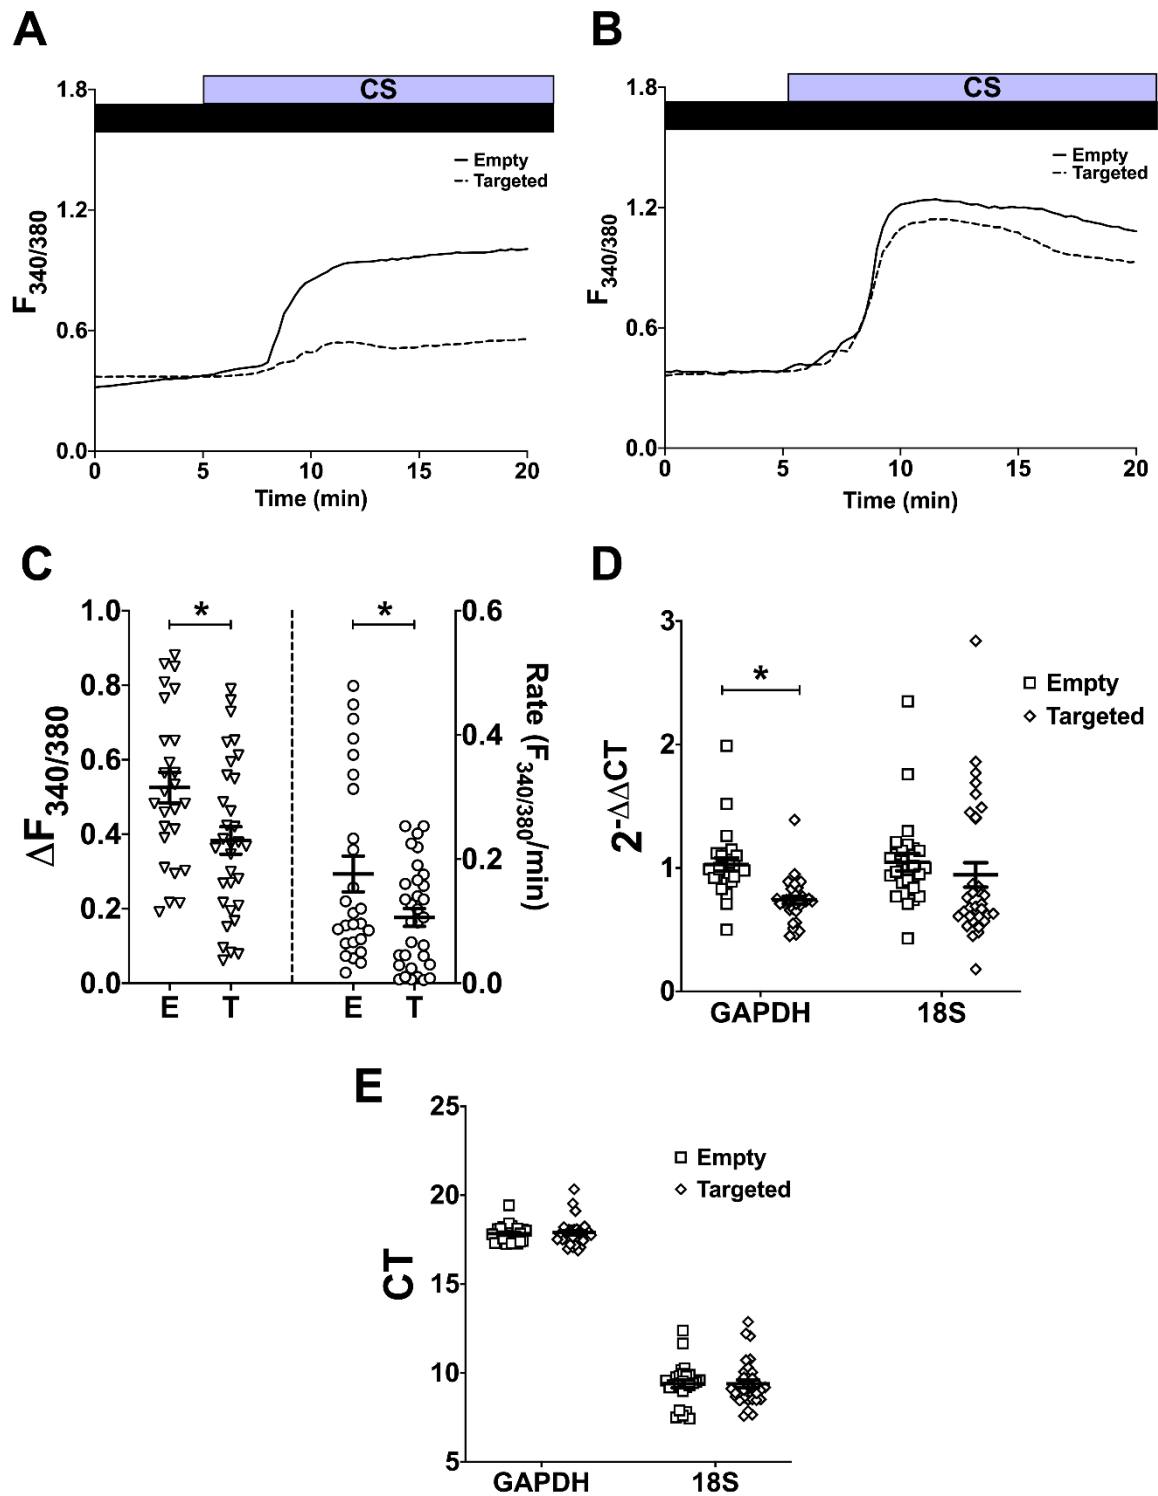 A
CS
1.8
1.2
0.6
0.0
F340/380
Empty
Targeted
0 5 10 15 20
Time (min)
B
CS
1.8
1.2
0.6
0.0
F340/380
Empty
Targeted
0 5 10 15 20
Time (min)
C
1.0
0.8
0.6
0.4
0.2
0.0
ΔF340/380
* *
0.6
0.4
0.2
0.0
Rate (F340/380/min)
E T E T
D
3
2
1
0
2-ΔΔCT
*
Empty
Targeted
GAPDH 18S
E
25
20
15
10
5
CT
Empty
Targeted
GAPDH 18S